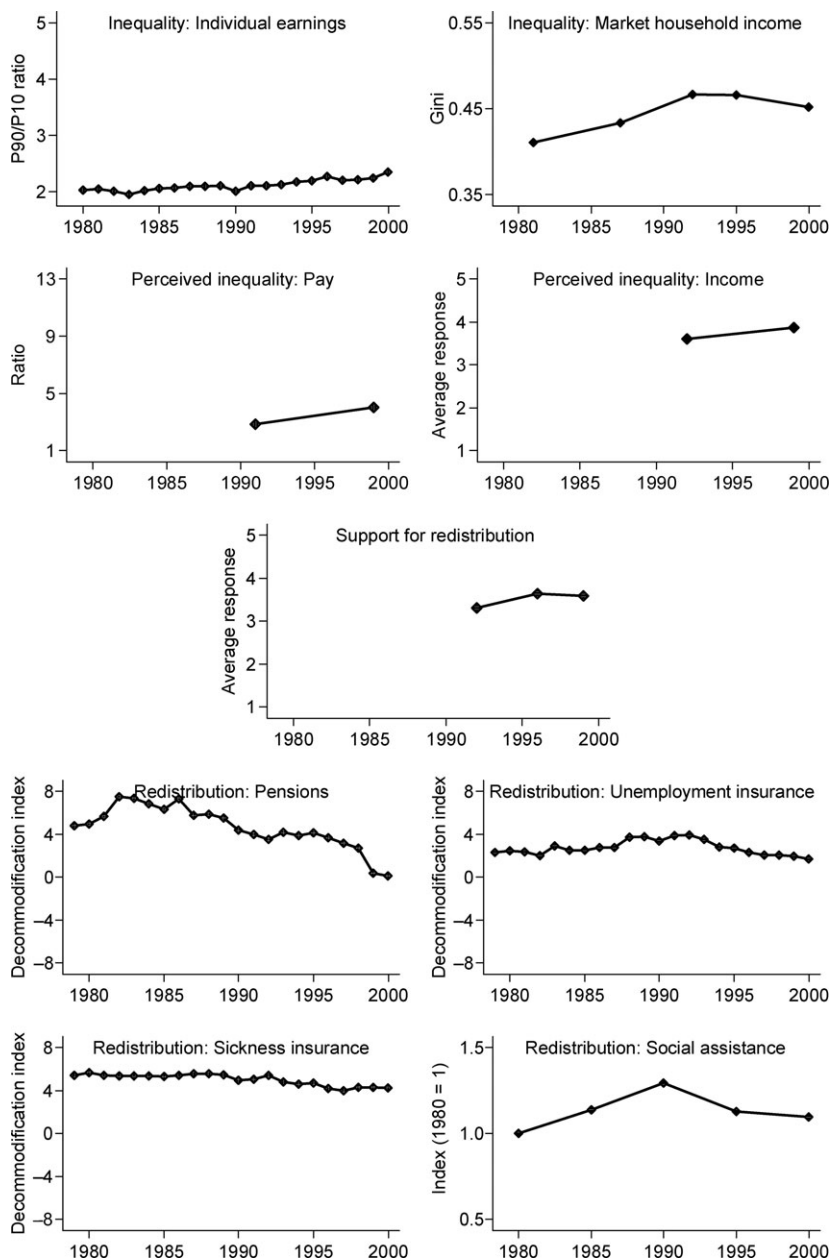 Inequality: Individual earnings
P90/P10 ratio
5
4
3
2
1980 1985 1990 1995 2000
Inequality: Market household income
Gini
0.55
0.45
0.35
1980 1985 1990 1995 2000
Perceived inequality: Pay
Ratio
13
9
5
1
1980 1985 1990 1995 2000
Perceived inequality: Income
Average response
5
4
3
2
1
1980 1985 1990 1995 2000
Support for redistribution
Average response
5
4
3
2
1
1980 1985 1990 1995 2000
Redistribution: Pensions
Decommodification index
8
4
0
–4
–8
1980 1985 1990 1995 2000
Redistribution: Unemployment insurance
Decommodification index
8
4
0
–4
–8
1980 1985 1990 1995 2000
Redistribution: Sickness insurance
Decommodification index
8
4
0
–4
–8
1980 1985 1990 1995 2000
Redistribution: Social assistance
Index (1980 = 1)
1.5
1.0
0.5
1980 1985 1990 1995 2000